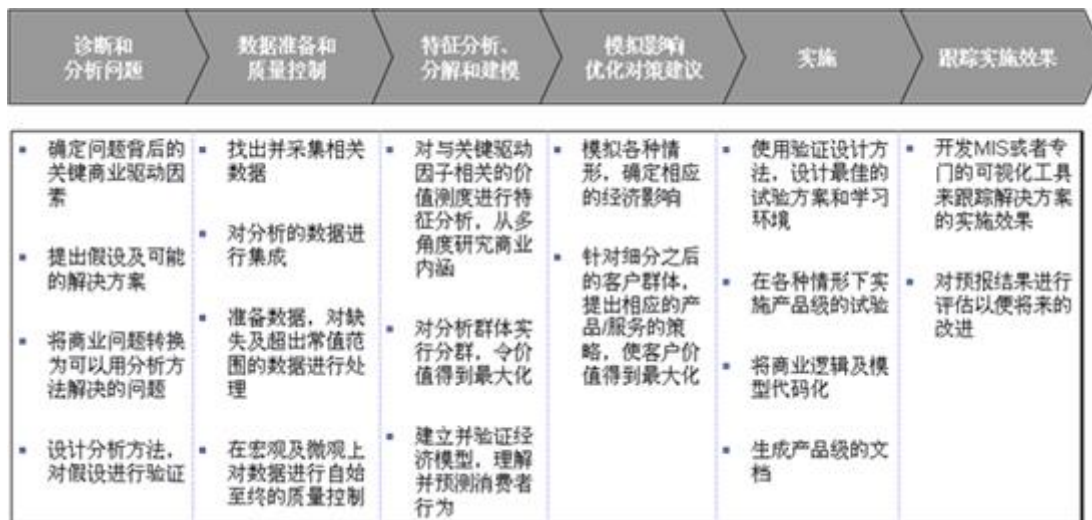 诊断和
分析问题
数据准备和
质量控制
特征分析、
分解和建模
模拟影响
优化对策建议
实施
跟踪实施效果
确定问题背后的
关键商业驱动因
素
提出假设及可能
的解决方案
将商业问题转换
为可以用分析方
法解决的问题
设计分析方法，
对假设进行验证
找出并采集相关
数据
对分析的数据进
行集成
准备数据，对缺
失及超出常值范
围的数据进行处
理
在宏观及微观上
对数据进行自始
至终的质量控制
对与关键驱动
因子相关的价
值测度进行特
征分析，从多
角度研究商业
内涵
对分析群体实
行分群，令价
值得到最大化
建立并验证经
济模型，理解
并预测消费者
行为
模拟各种情
形，确定相应
的经济影响
针对细分之后
的客户群体，
提出相应的产
品/服务的策
略，使客户价
值得到最大化
使用验证设计方
法，设计最佳的
试验方案和学习
环境
在各种情形下实
施产品级的试验
将商业逻辑及模
型代码化
生成产品级的文
档
开发MIS或者专
门的可视化工具
来跟踪解决方案
的实施效果
对预报结果进行
评估以便将来的
改进